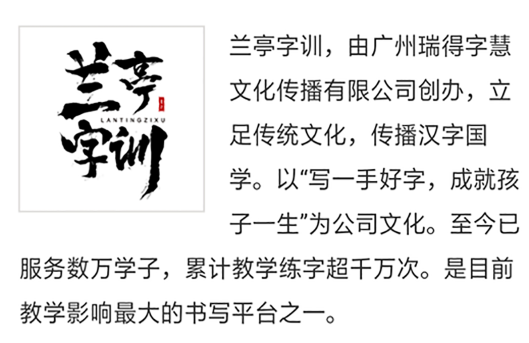 兰亭
LANTINGZIXU
字训
兰亭字训，由广州瑞得字慧
文化传播有限公司创办，立
足传统文化，传播汉字国
学。以“写一手好字，成就孩
子一生”为公司文化。至今已
服务数万学子，累计教学练字超千万次。是目前
教学影响最大的书写平台之一。